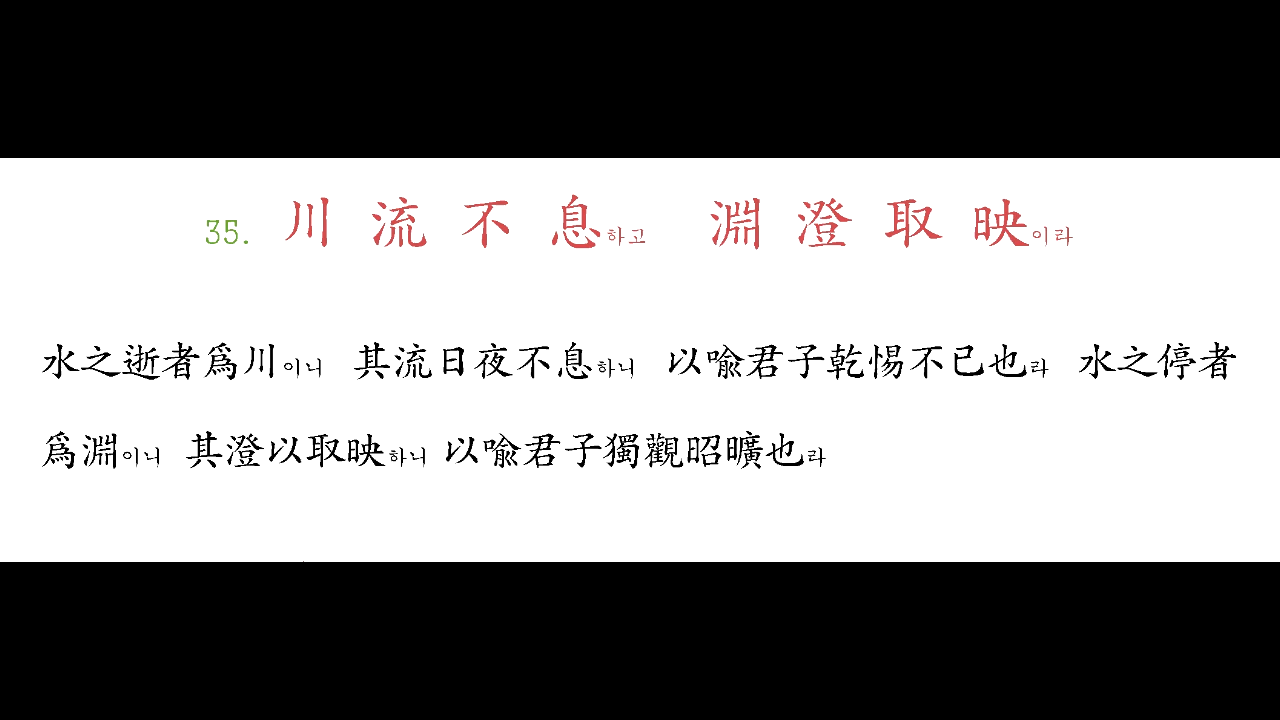 35. 川 流 不 息하고 淵 澄 取 映이라
水之逝者爲川이니 其流日夜不息하니 以喩君子乾惕不已也라 水之停者
爲淵이니 其澄以取映하니 以喩君子獨觀昭曠也라